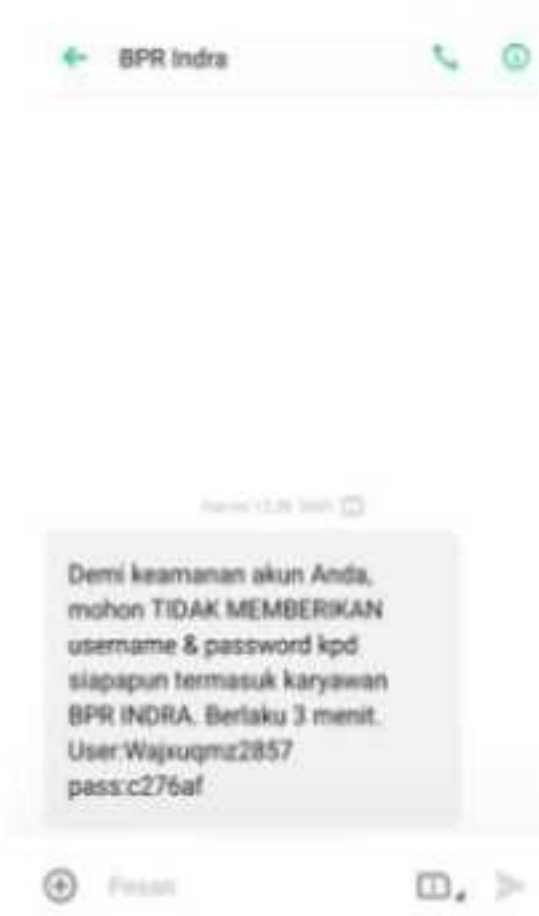 BPR Indra
Demi keamanan akun Anda,
mohon TIDAK MEMBERIKAN
username & password kpd
siapapun termasuk karyawan
BPR INDRA. Berlaku 3 menit.
User:Wajxuqmz2857
pass:c276af
Pesan